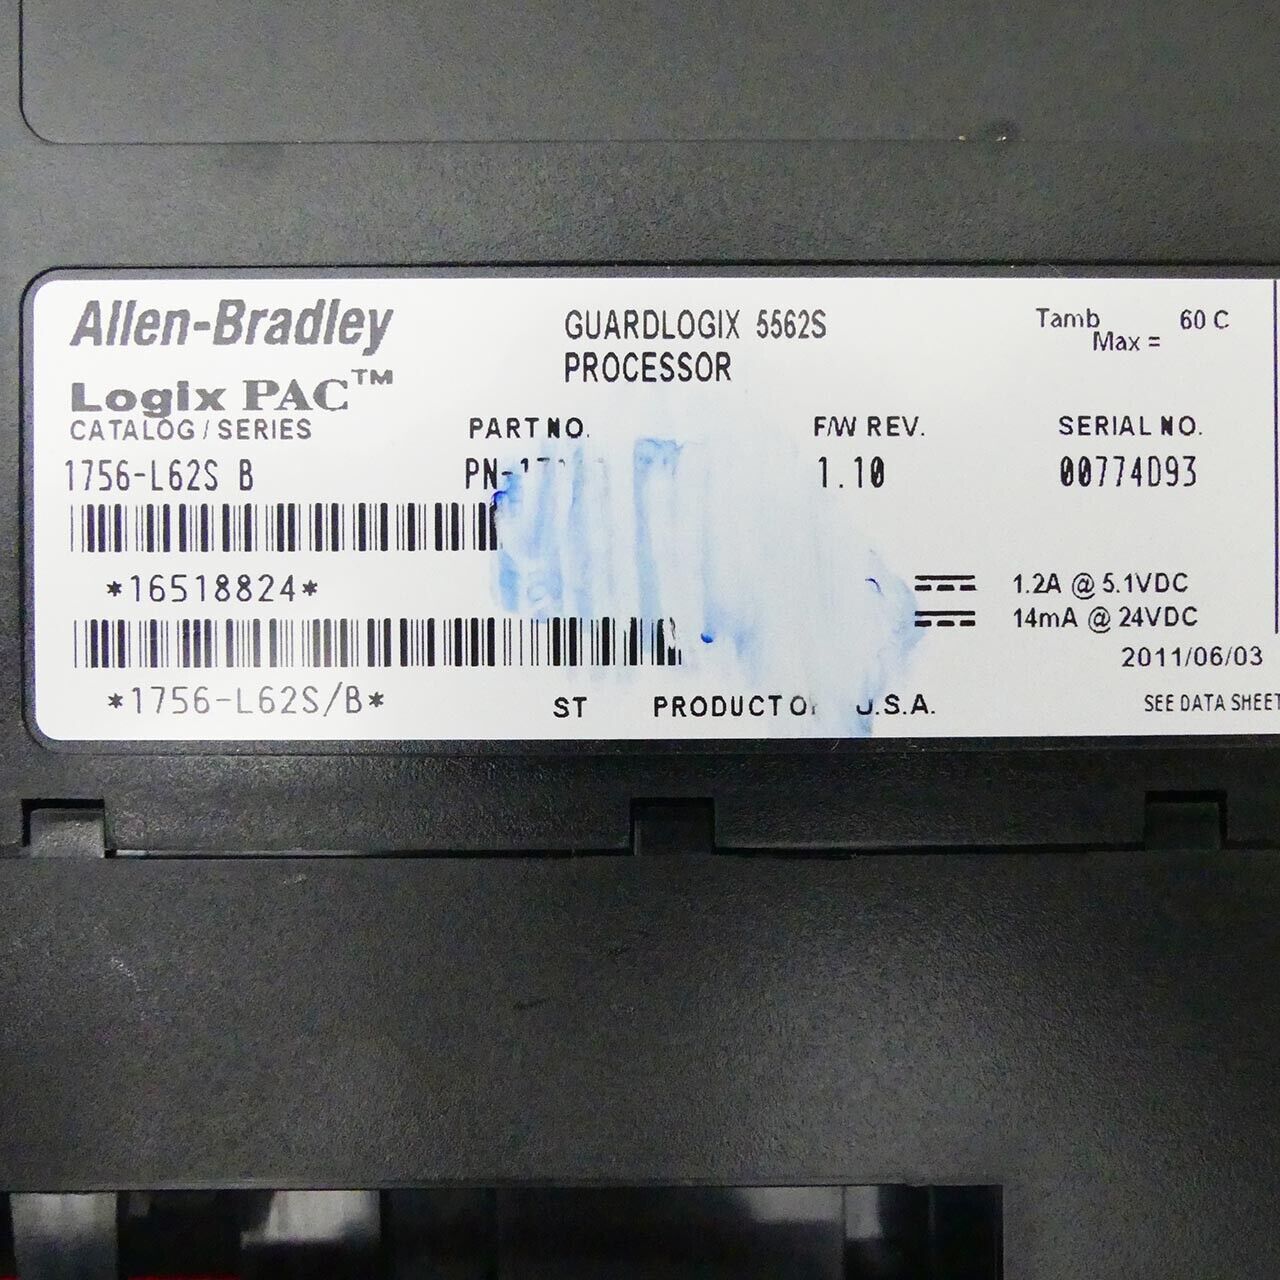 Allen-Bradley
Logix PAC™
GUARDLOGIX 5562S
PROCESSOR
Tamb Max = 60 C
CATALOG / SERIES
PART NO.
F/W REV.
SERIAL NO.
1756-L62S B
1.10
00774D93
*16518824*
1.2A @ 5.1VDC
14mA @ 24VDC
2011/06/03
*1756-L62S/B*
ST
PRODUCT
U.S.A.
SEE DATA SHEET